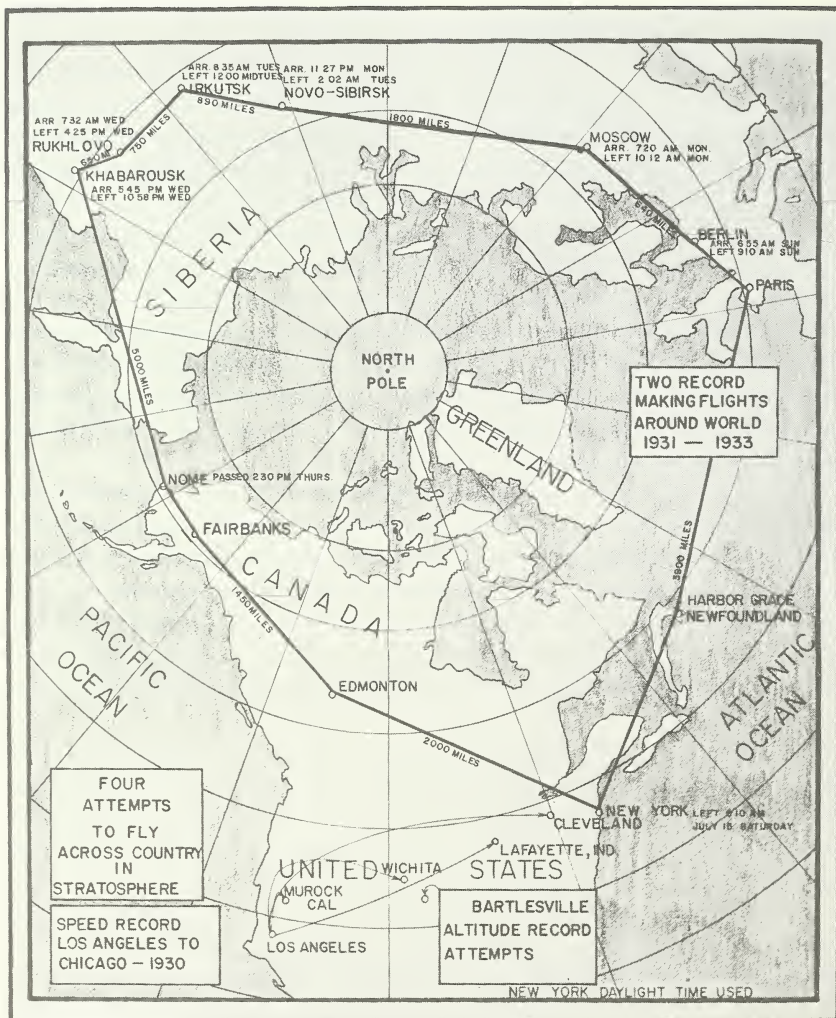 ARR. 8 35 AM TUES
LEFT 12 00 MIDTUES
IRKUTSK
ARR. 11 27 PM MON
LEFT 2 02 AM TUES
NOVO-SIBIRSK
890 MILES
1800 MILES
MOSCOW
ARR. 7 20 AM MON.
LEFT 10 12 AM MON.
ARR 7 32 AM WED
LEFT 4 25 PM WED
RUKHLOVO
750 MILES
650 MI
KHABAROUSK
ARR 5 45 PM WED
LEFT 10 58 PM WED
640 MILES
BERLIN
ARR. 6 55 AM SUN
LEFT 9 10 AM SUN
PARIS
SIBERIA
5000 MILES
NORTH
POLE
GREENLAND
TWO RECORD
MAKING FLIGHTS
AROUND WORLD
1931 — 1933
NOME PASSED 2 30 PM THURS.
FAIRBANKS
CANADA
1450 MILES
3900 MILES
HARBOR GRACE
NEWFOUNDLAND
PACIFIC
OCEAN
ATLANTIC
OCEAN
EDMONTON
2000 MILES
NEW YORK LEFT 6 10 AM
JULY 15 SATURDAY
CLEVELAND
LAFAYETTE, IND
FOUR
ATTEMPTS
TO FLY
ACROSS COUNTRY
IN
STRATOSPHERE
UNITED STATES
WICHITA
MUROCK
CAL
LOS ANGELES
SPEED RECORD
LOS ANGELES TO
CHICAGO — 1930
BARTLESVILLE
ALTITUDE RECORD
ATTEMPTS
NEW YORK DAYLIGHT TIME USED